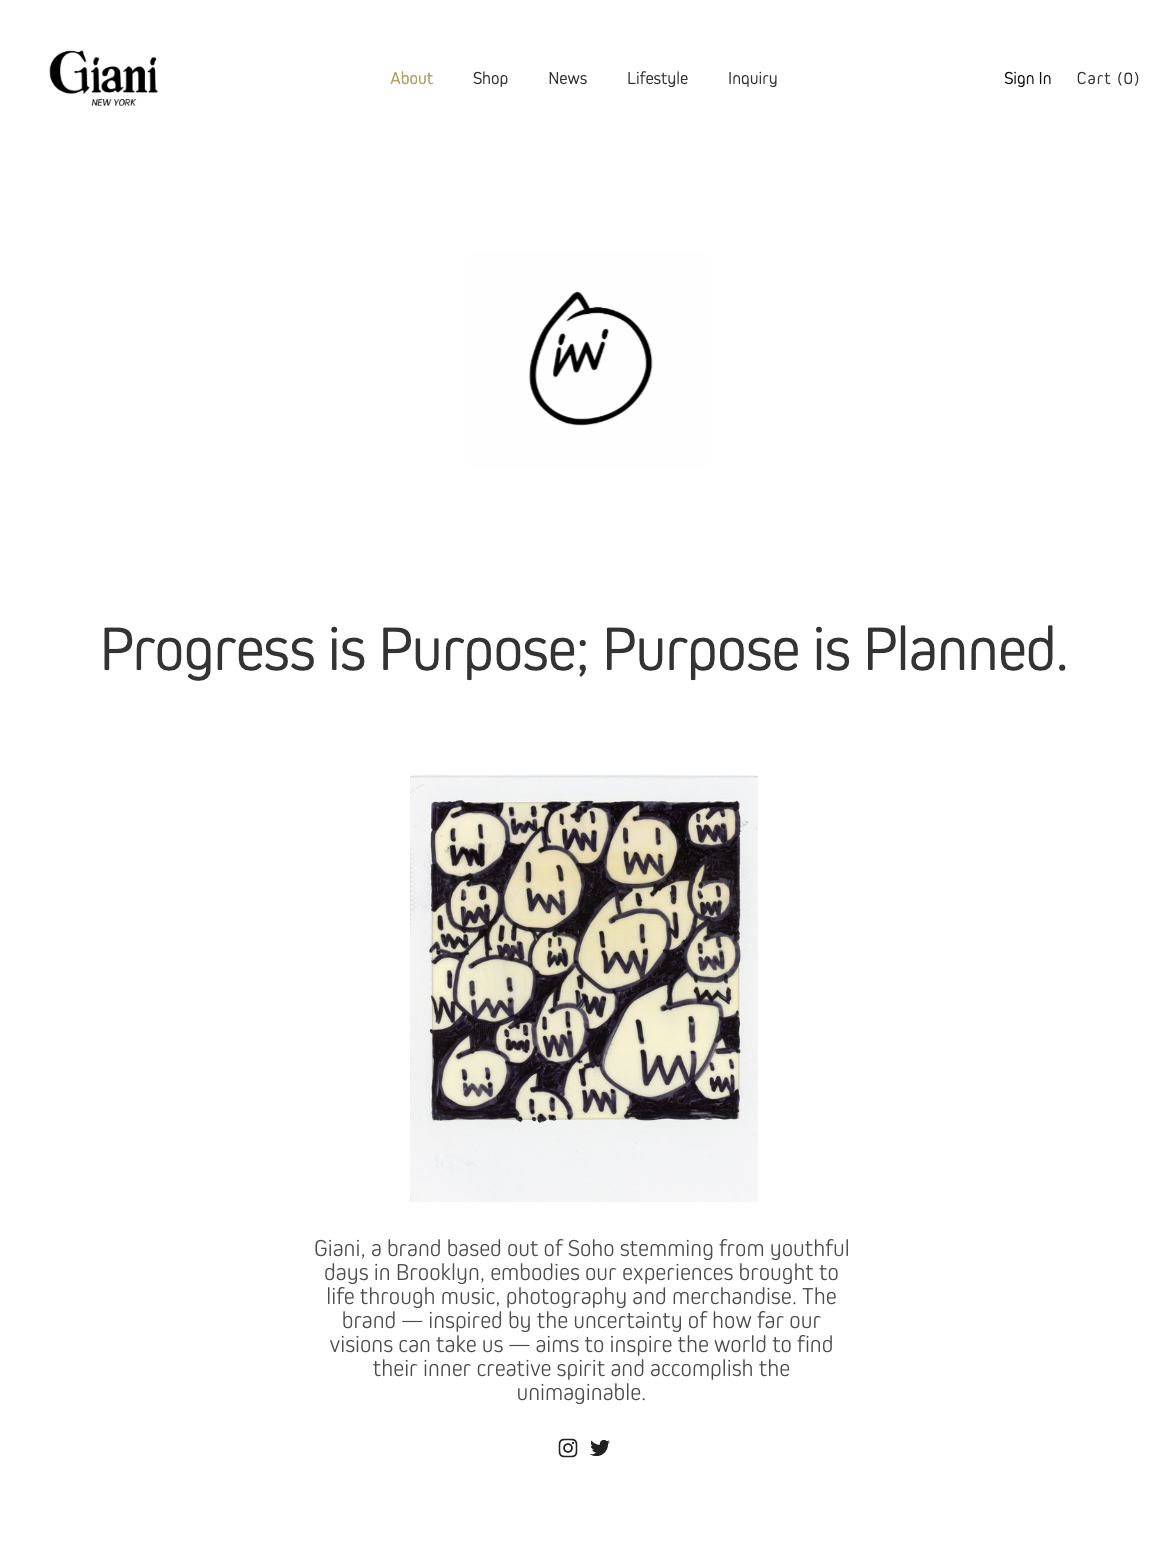 Giani
NEW YORK
About
Shop
News
Lifestyle
Inquiry
Sign In
Cart (0)
Progress is Purpose; Purpose is Planned.
Giani, a brand based out of Soho stemming from youthful
days in Brooklyn, embodies our experiences brought to
life through music, photography and merchandise. The
brand — inspired by the uncertainty of how far our
visions can take us — aims to inspire the world to find
their inner creative spirit and accomplish the
unimaginable.